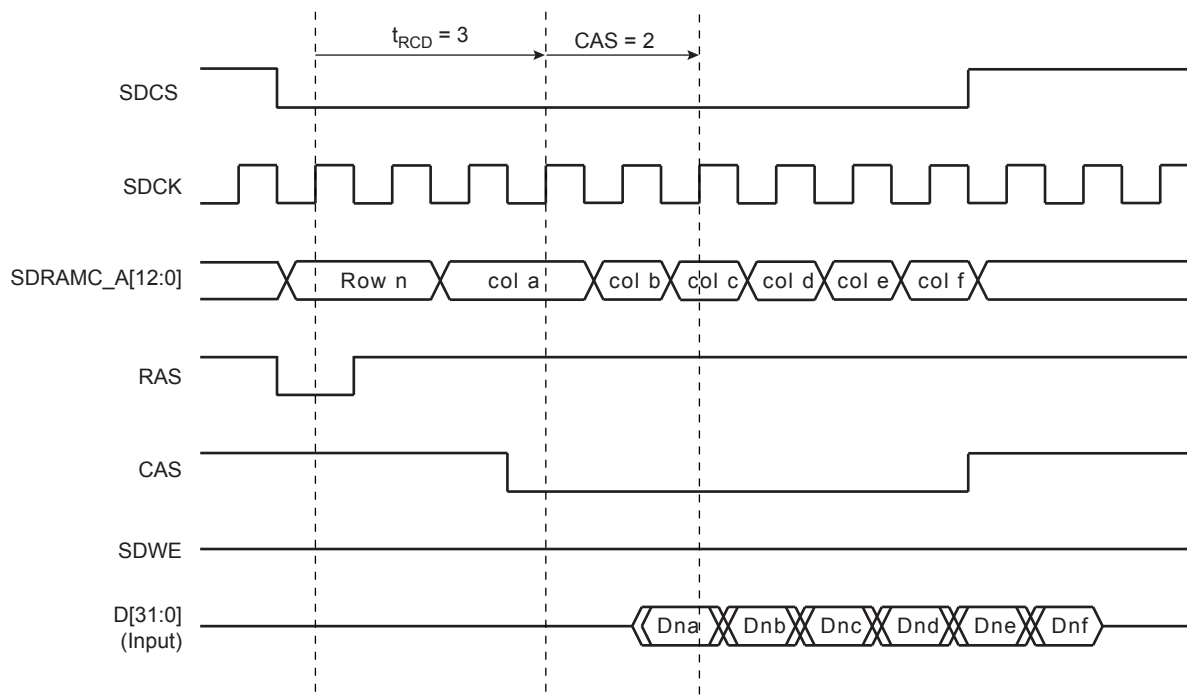 tRCD = 3
CAS = 2
SDCS
SDCK
SDRAMC_A[12:0]
Row n
col a
col b
col c
col d
col e
col f
RAS
CAS
SDWE
D[31:0]
(Input)
Dna
Dnb
Dnc
Dnd
Dne
Dnf